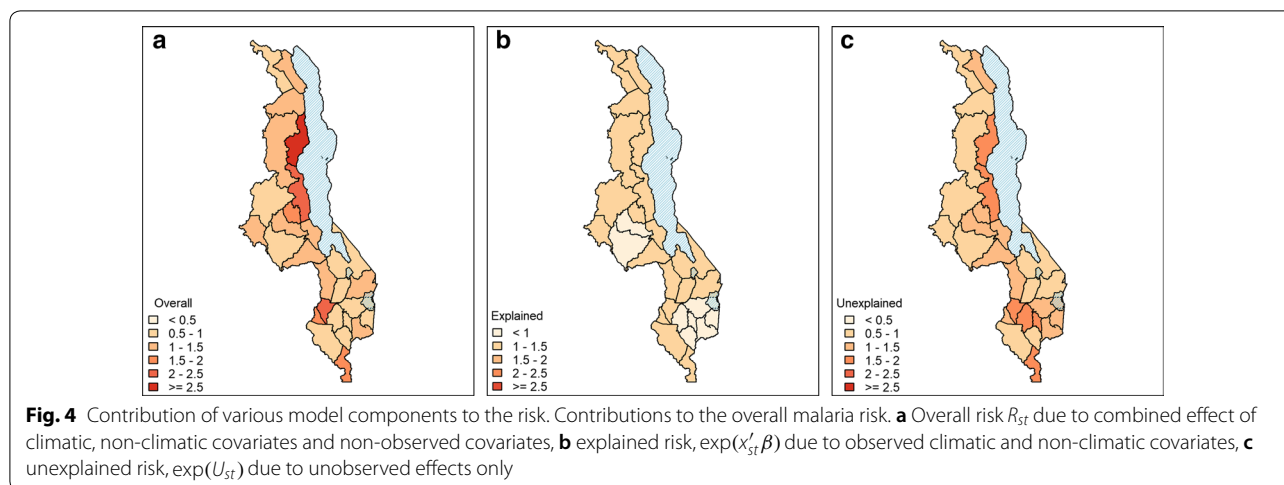 a
Overall
< 0.5
0.5 - 1
1 - 1.5
1.5 - 2
2 - 2.5
>= 2.5
b
Explained
< 1
1 - 1.5
1.5 - 2
2 - 2.5
>= 2.5
c
Unexplained
< 0.5
0.5 - 1
1 - 1.5
1.5 - 2
2 - 2.5
>= 2.5
Fig. 4 Contribution of various model components to the risk. Contributions to the overall malaria risk. a Overall risk R_st due to combined effect of
climatic, non-climatic covariates and non-observed covariates, b explained risk, exp(x′_st β) due to observed climatic and non-climatic covariates, c
unexplained risk, exp(U_st) due to unobserved effects only